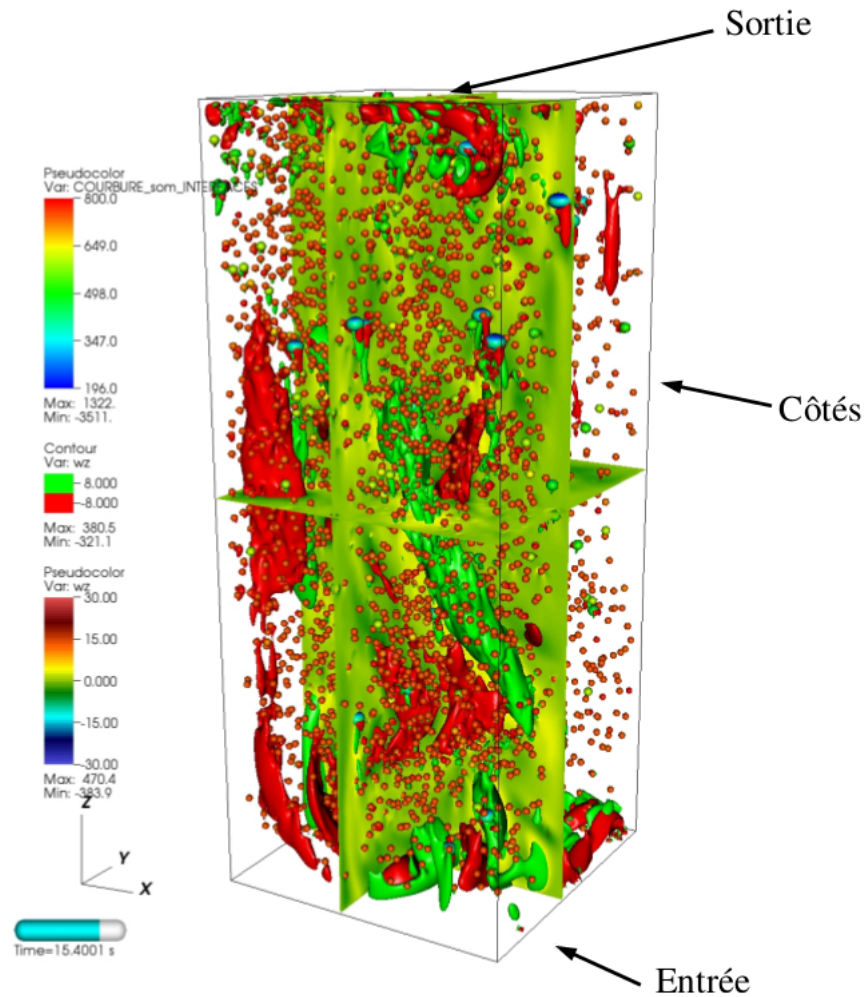 Sortie
Pseudocolor
Var: COURBURE_som_INTERFACES
800.0
649.0
498.0
347.0
196.0
Max: 1322.
Min: -3511.
Côtés
Contour
Var: wz
8.000
-8.000
Max: 380.5
Min: -321.1
Pseudocolor
Var: wz
30.00
15.00
0.000
-15.00
-30.00
Max: 470.4
Min: -383.9
Z
Y
X
Time=15.4001 s
Entrée